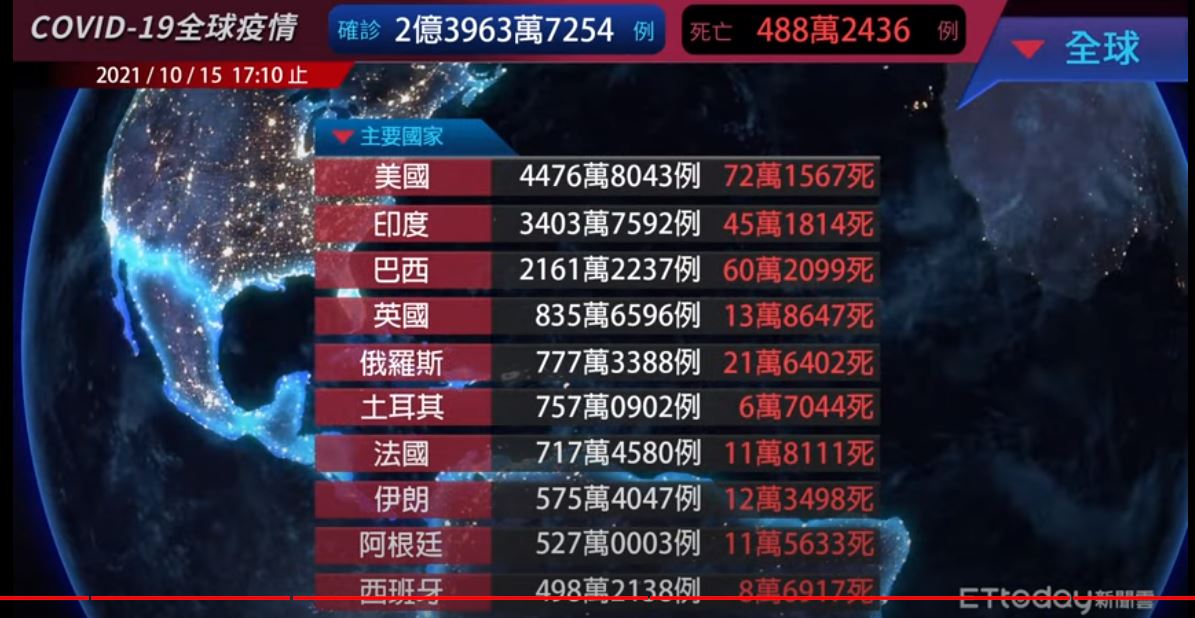 COVID-19全球疫情 確診 2億3963萬7254 例 死亡 488萬2436 例
全球
2021/10/15 17:10 止
主要國家
美國 4476萬8043例 72萬1567死
印度 3403萬7592例 45萬1814死
巴西 2161萬2237例 60萬2099死
英國 835萬6596例 13萬8647死
俄羅斯 777萬3388例 21萬6402死
土耳其 757萬0902例 6萬7044死
法國 717萬4580例 11萬8111死
伊朗 575萬4047例 12萬3498死
阿根廷 527萬0003例 11萬5633死
西班牙 498萬2138例 8萬6917死
ETtoday新聞雲